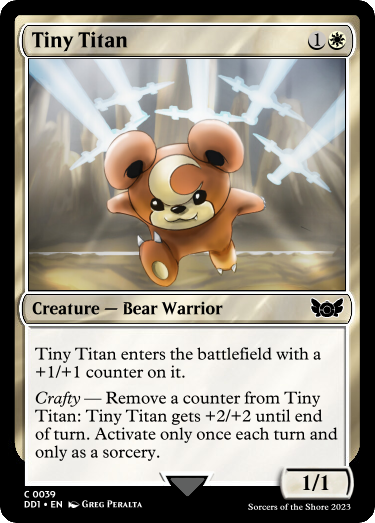 Tiny Titan 1
Creature — Bear Warrior
Tiny Titan enters the battlefield with a
+1/+1 counter on it.
Crafty — Remove a counter from Tiny
Titan: Tiny Titan gets +2/+2 until end
of turn. Activate only once each turn and
only as a sorcery.
1/1
C 0039
DD1 • EN Greg Peralta
Sorcers of the Shore 2023